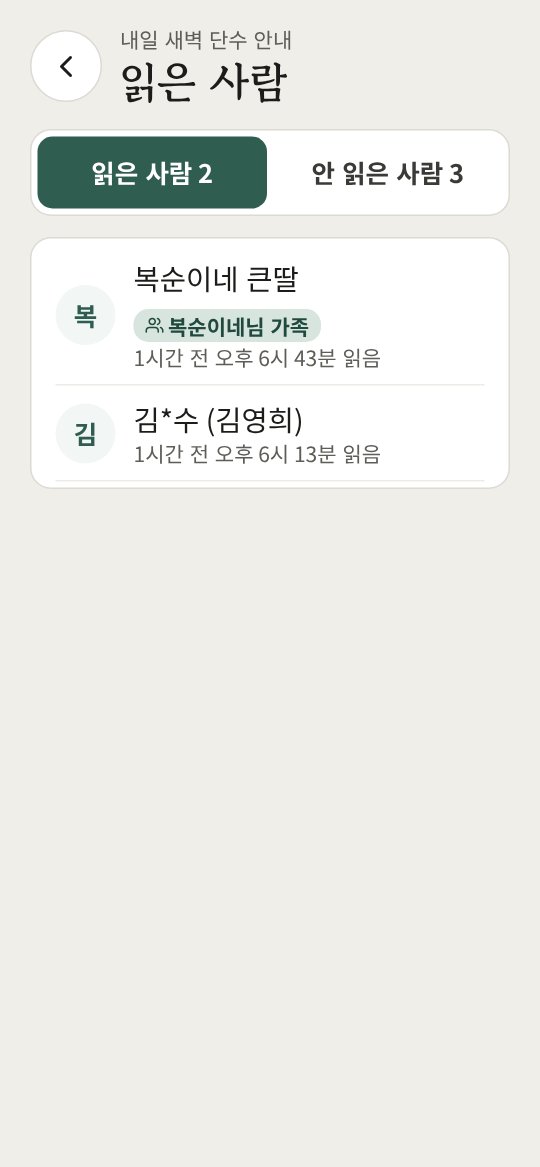 내일 새벽 단수 안내
읽은 사람
읽은 사람 2
안 읽은 사람 3
복
복순이네 큰딸
복순이네님 가족
1시간 전 오후 6시 43분 읽음
김
김*수 (김영희)
1시간 전 오후 6시 13분 읽음